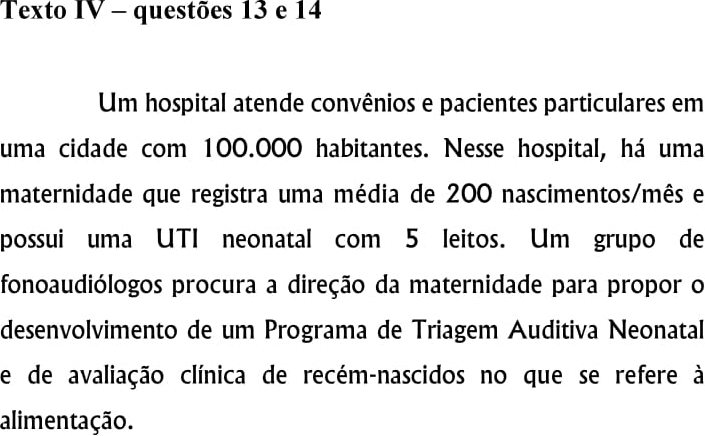 Texto IV – questões 13 e 14
Um hospital atende convênios e pacientes particulares em
uma cidade com 100.000 habitantes. Nesse hospital, há uma
maternidade que registra uma média de 200 nascimentos/mês e
possui uma UTI neonatal com 5 leitos. Um grupo de
fonoaudiólogos procura a direção da maternidade para propor o
desenvolvimento de um Programa de Triagem Auditiva Neonatal
e de avaliação clínica de recém-nascidos no que se refere à
alimentação.